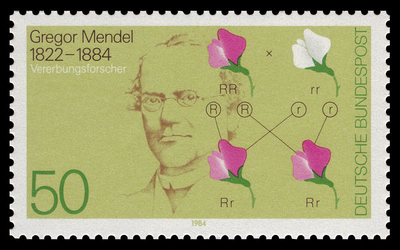 Gregor Mendel
1822–1884
Vererbungsforscher
×
RR rr
R R r r
Rr Rr
50
1984
DEUTSCHE BUNDESPOST